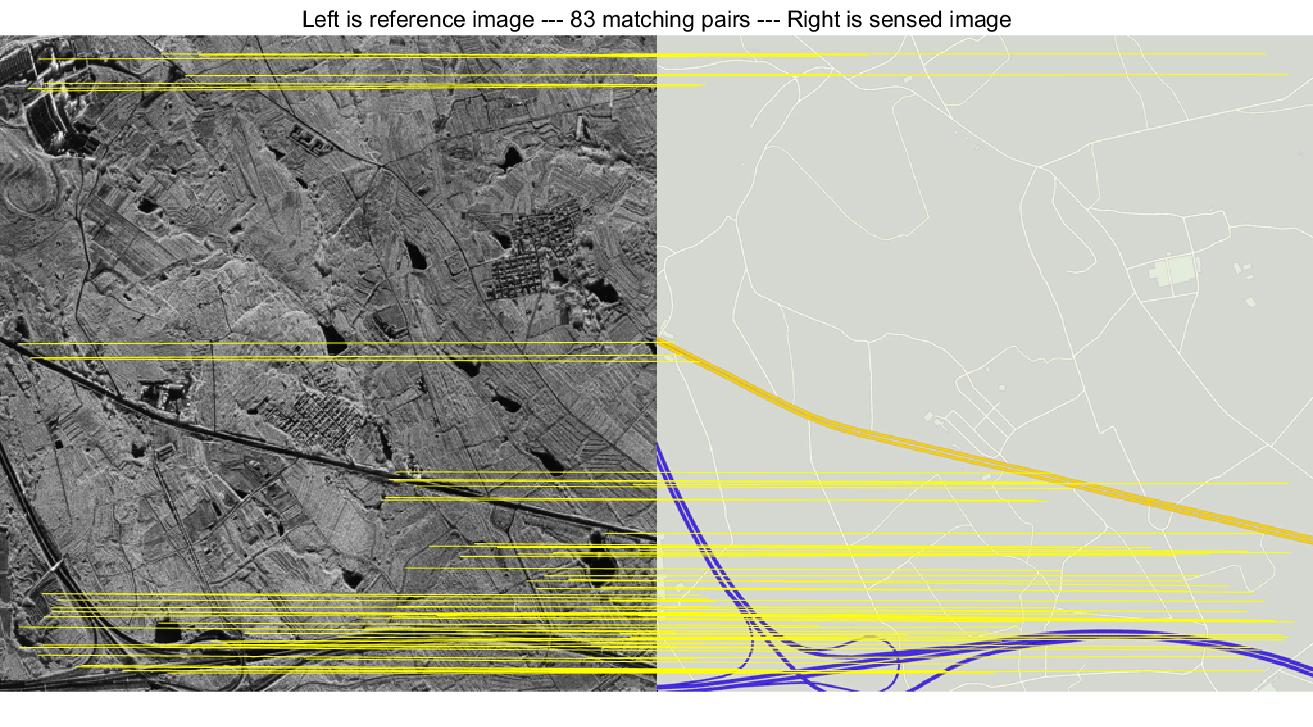 Left is reference image --- 83 matching pairs --- Right is sensed image